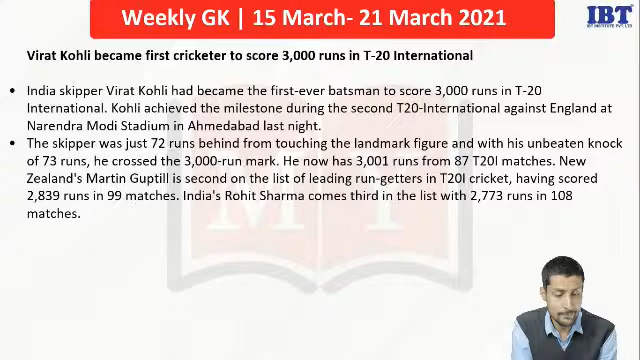 Weekly GK | 15 March- 21 March 2021
IBT
IBT INSTITUTE PVT LTD
Virat Kohli became first cricketer to score 3,000 runs in T-20 International
• India skipper Virat Kohli had became the first-ever batsman to score 3,000 runs in T-20
International. Kohli achieved the milestone during the second T20-International against England at
Narendra Modi Stadium in Ahmedabad last night.
• The skipper was just 72 runs behind from touching the landmark figure and with his unbeaten knock
of 73 runs, he crossed the 3,000-run mark. He now has 3,001 runs from 87 T20I matches. New
Zealand's Martin Guptill is second on the list of leading run-getters in T20I cricket, having scored
2,839 runs in 99 matches. India's Rohit Sharma comes third in the list with 2,773 runs in 108
matches.